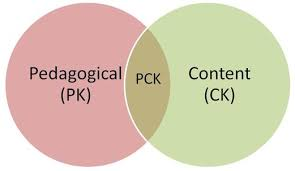 Pedagogical
(PK)
PCK
Content
(CK)